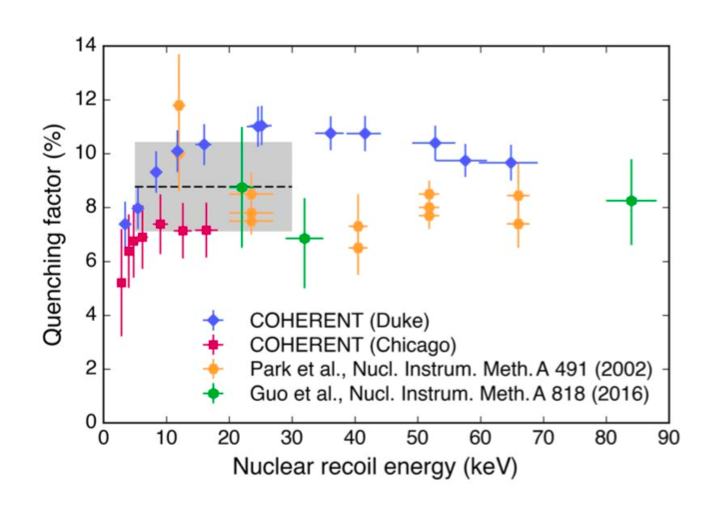 14
12
10
8
6
4
2
0
Quenching factor (%)
COHERENT (Duke)
COHERENT (Chicago)
Park et al., Nucl. Instrum. Meth. A 491 (2002)
Guo et al., Nucl. Instrum. Meth. A 818 (2016)
0 10 20 30 40 50 60 70 80 90
Nuclear recoil energy (keV)